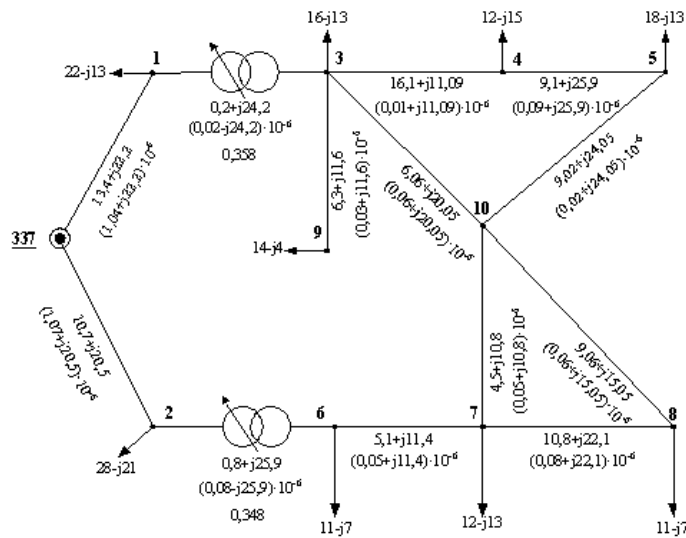 16-j13
12-j15
18-j13
1
3
4
5
22-j13
0,2+j24,2
(0,02-j24,2)·10⁻⁶
0,358
16,1+j11,09
(0,01+j11,09)·10⁻⁶
9,1+j25,9
(0,09+j25,9)·10⁻⁶
13,4+j22,2
(1,04+j22,2)·10⁻⁶
6,3+j11,6
(0,03+j11,6)·10⁻⁶
6,06+j20,05
(0,06+j20,05)·10⁻⁶
9,02+j24,05
(0,02+j24,05)·10⁻⁶
10
9
337
14-j4
10,7+j20,5
(1,07+j20,5)·10⁻⁶
4,5+j10,8
(0,05+j10,8)·10⁻⁶
9,06+j15,05
(0,06+j15,05)·10⁻⁶
2
6
7
8
28-j21
0,8+j25,9
(0,08-j25,9)·10⁻⁶
0,348
5,1+j11,4
(0,05+j11,4)·10⁻⁶
10,8+j22,1
(0,08+j22,1)·10⁻⁶
11-j7
12-j13
11-j7